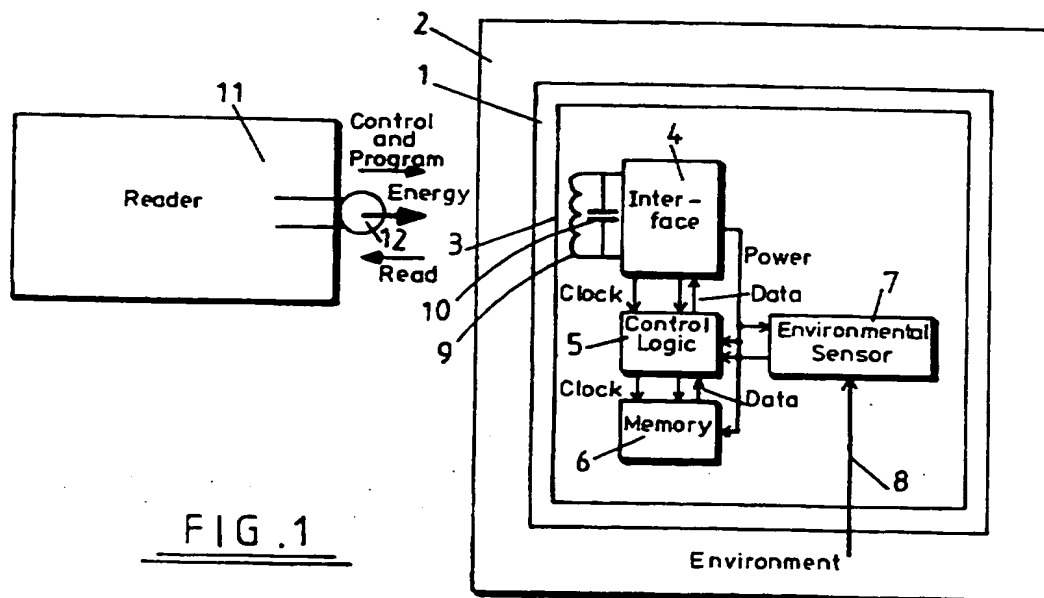 2
1
11
Control
and
Program
Energy
Reader
12
Read
3
10
9
4
Inter-
face
Power
Clock
Data
7
5
Control
Logic
Environmental
Sensor
Clock
Data
Memory
6
8
FIG.1
Environment